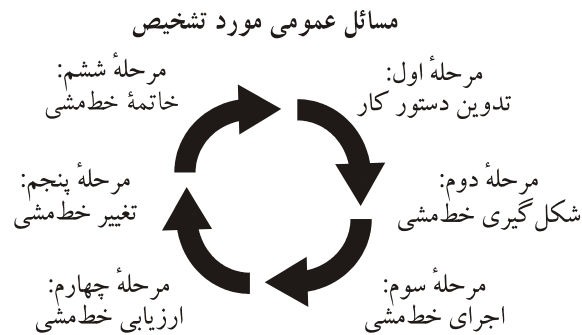 مسائل عمومی مورد تشخیص
مرحلهٔ اول:
تدوین دستور کار
مرحلهٔ دوم:
شکل‌گیری خط‌مشی
مرحلهٔ سوم:
اجرای خط‌مشی
مرحلهٔ چهارم:
ارزیابی خط‌مشی
مرحلهٔ پنجم:
تغییر خط‌مشی
مرحلهٔ ششم:
خاتمهٔ خط‌مشی